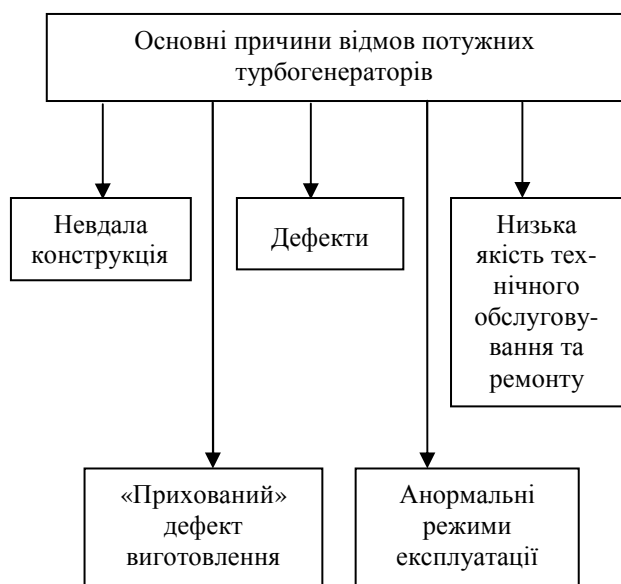 Основні причини відмов потужних
турбогенераторів
Невдала
конструкція
Дефекти
Низька
якість тех-
нічного
обслугову-
вання та
ремонту
«Прихований»
дефект
виготовлення
Анормальні
режими
експлуатації